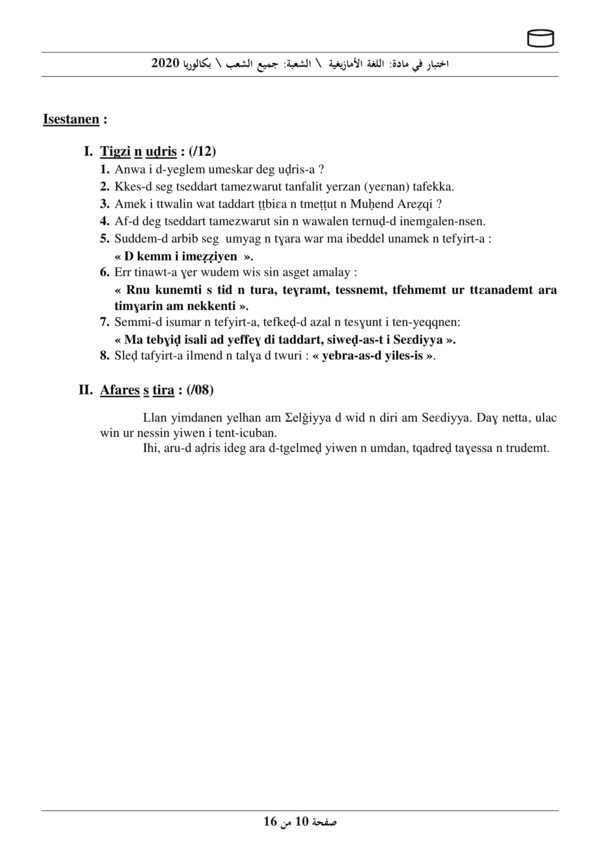 اختبار في مادة: اللغة الأمازيغية \ الشعبة: جميع الشعب \ بكالوريا 2020
Isestanen :
I. Tigzi n uḍris : (/12)
1. Anwa i d-yeglem umeskar deg uḍris-a ?
2. Kkes-d seg tseddart tamezwarut tanfalit yerzan (yeɛnan) tafekka.
3. Amek i ttwalin wat taddart ṭṭbiɛa n tmeṭṭut n Muḥend Areẓqi ?
4. Af-d deg tseddart tamezwarut sin n wawalen ternuḍ-d inemgalen-nsen.
5. Suddem-d arbib seg umyag n tɣara war ma ibeddel unamek n tefyirt-a :
« D kemm i imeẓẓiyen ».
6. Err tinawt-a ɣer wudem wis sin asget amalay :
« Rnu kunemti s tid n tura, teɣramt, tessnemt, tfehmemt ur ttɛanademt ara
timɣarin am nekkenti ».
7. Semmi-d isumar n tefyirt-a, tefkeḍ-d azal n tesɣunt i ten-yeqqnen:
« Ma tebɣiḍ isali ad yeffeɣ di taddart, siweḍ-as-t i Seɛdiyya ».
8. Sleḍ tafyirt-a ilmend n talɣa d twuri : « yebra-as-d yiles-is ».
II. Afares s tira : (/08)
Llan yimdanen yelhan am Σelǧiyya d wid n diri am Seɛdiyya. Daɣ netta, ulac
win ur nessin yiwen i tent-icuban.
Ihi, aru-d aḍris ideg ara d-tgelmeḍ yiwen n umdan, tqadreḍ taɣessa n trudemt.
صفحة 10 من 16